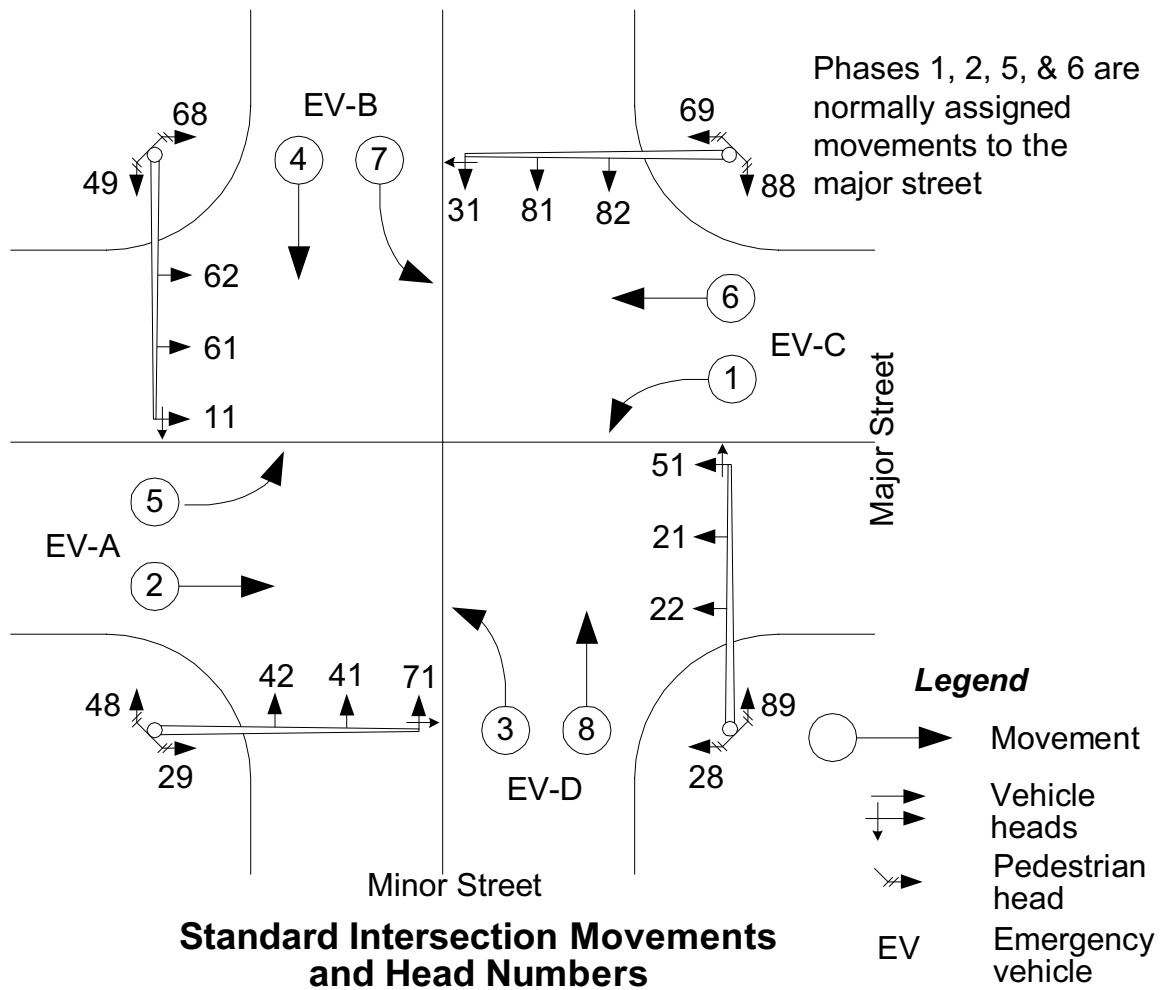 EV-B
68
69
Phases 1, 2, 5, & 6 are
normally assigned
movements to the
major street
4
7
49
88
31
81
82
62
6
61
EV-C
1
11
Major Street
51
5
21
EV-A
2
22
42
41
71
48
89
Legend
3
8
Movement
29
28
EV-D
Vehicle
heads
Pedestrian
head
Minor Street
Standard Intersection Movements
and Head Numbers
EV
Emergency
vehicle